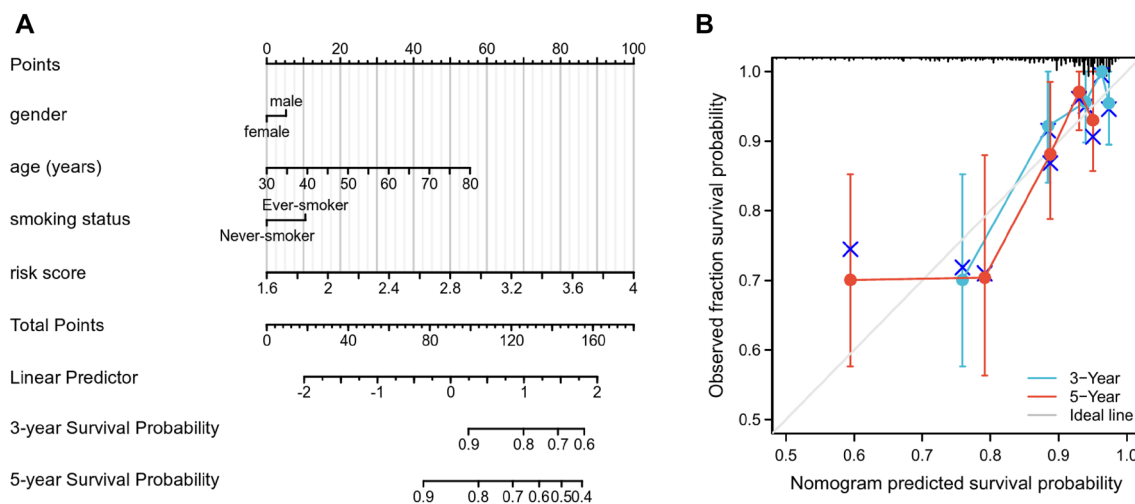 A
Points
0 20 40 60 80 100
gender
male
female
age (years)
30 40 50 60 70 80
smoking status
Ever-smoker
Never-smoker
risk score
1.6 2 2.4 2.8 3.2 3.6 4
Total Points
0 40 80 120 160
Linear Predictor
-2 -1 0 1 2
3-year Survival Probability
0.9 0.8 0.7 0.6
5-year Survival Probability
0.9 0.8 0.7 0.6 0.5 0.4
B
Observed fraction survival probability
1.0
0.9
0.8
0.7
0.6
0.5
3−Year
5−Year
Ideal line
0.5 0.6 0.7 0.8 0.9 1.0
Nomogram predicted survival probability